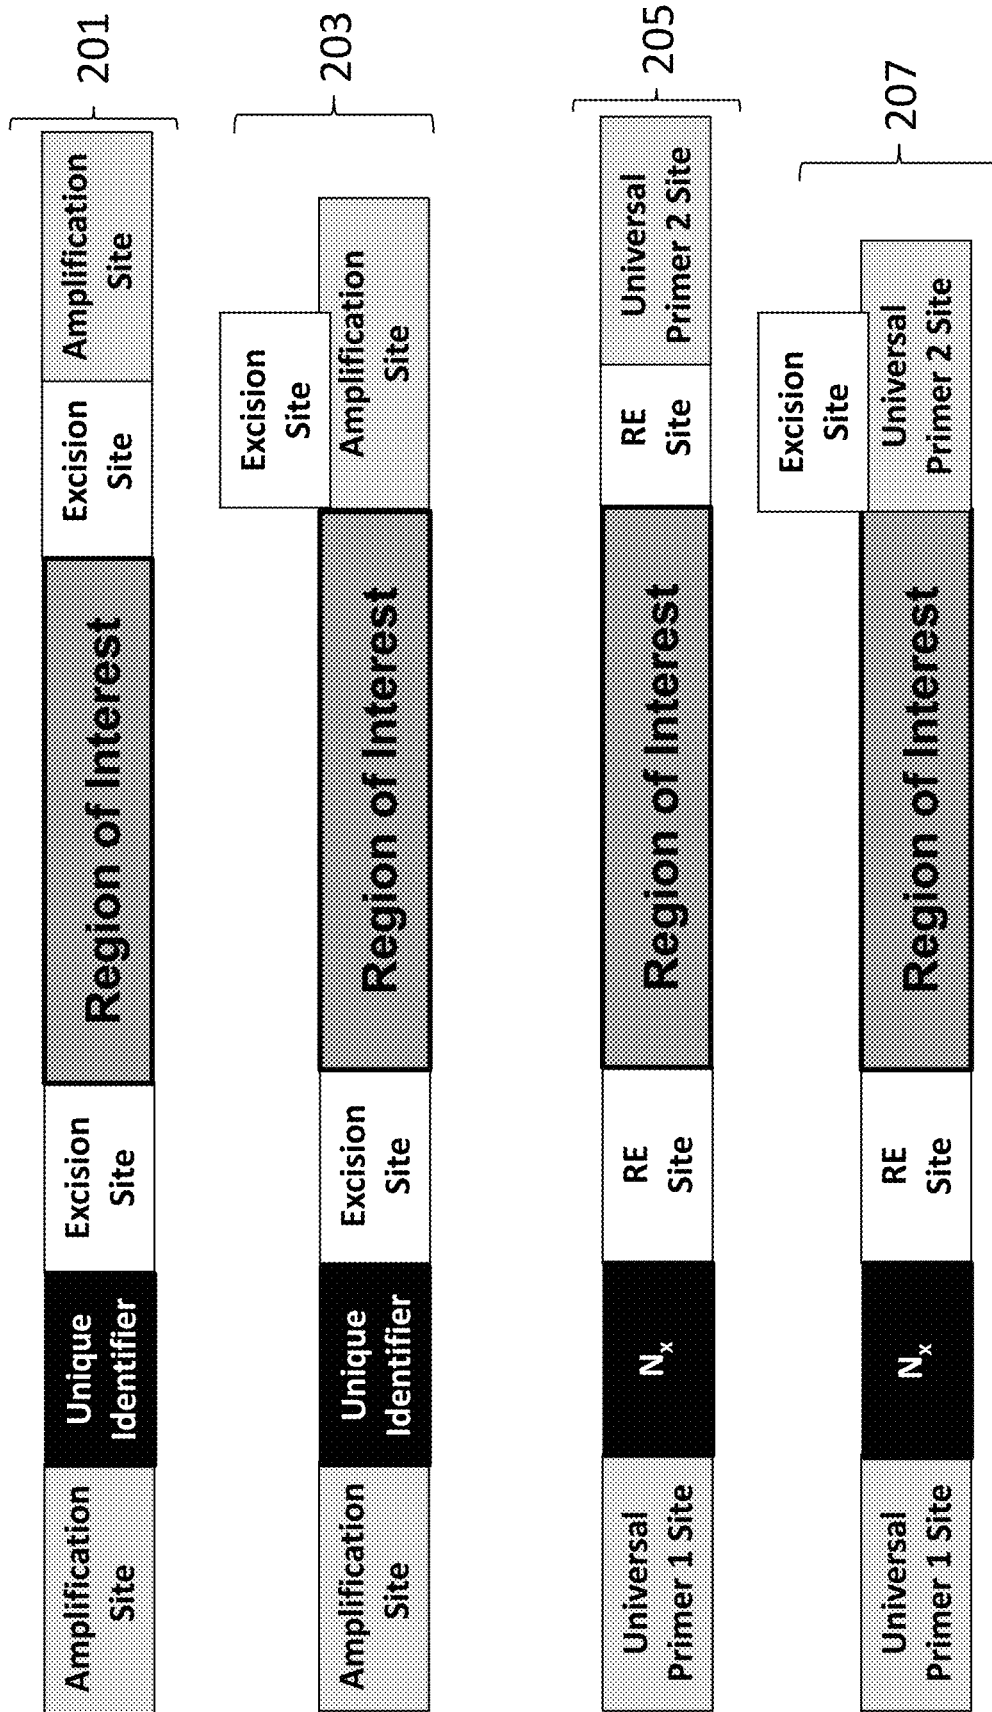 Amplification
Site
Unique
Identifier
Excision
Site
Region of Interest
Excision
Site
Amplification
Site
201
Amplification
Site
Unique
Identifier
Excision
Site
Region of Interest
Excision
Site
Amplification
Site
203
Universal
Primer 1 Site
Nx
RE
Site
Region of Interest
RE
Site
Universal
Primer 2 Site
205
Universal
Primer 1 Site
Nx
RE
Site
Region of Interest
Excision
Site
Universal
Primer 2 Site
207